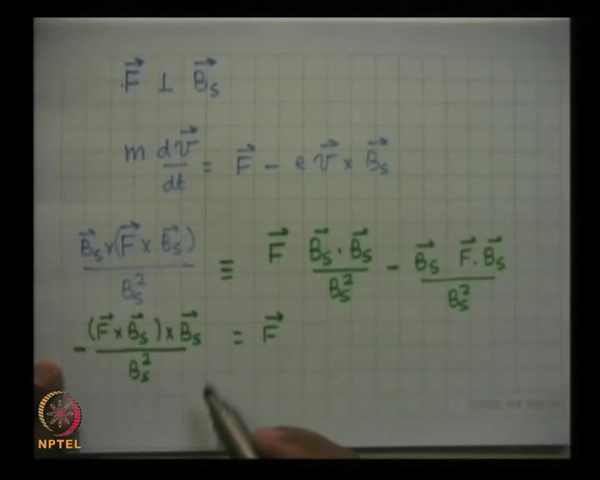 F⃗ ⊥ B⃗s
m dv⃗/dt = F⃗ - e v⃗ × B⃗s
B⃗s×(F⃗ × B⃗s)/Bs² ≡ F⃗ B⃗s · B⃗s/Bs² - B⃗s F⃗ · B⃗s/Bs²
-(F⃗ × B⃗s) × B⃗s/Bs² = F⃗
NPTEL